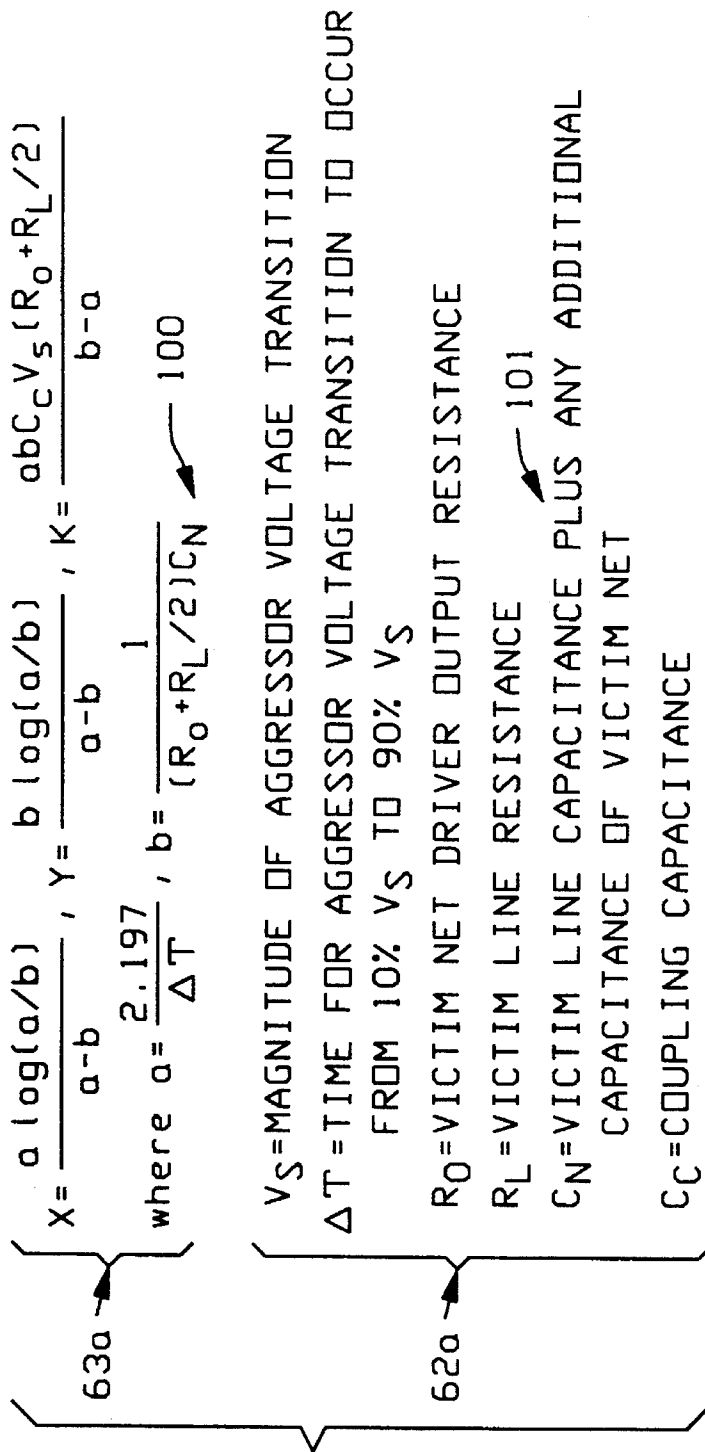 63a
X= a log(a/b) / a-b , Y= b log(a/b) / a-b , K= abC_C V_S(R_O+R_L/2) / b-a
where a= 2.197 / ΔT , b= 1 / (R_O+R_L/2)C_N 100
62a
V_S=MAGNITUDE OF AGGRESSOR VOLTAGE TRANSITION
ΔT=TIME FOR AGGRESSOR VOLTAGE TRANSITION TO OCCUR
FROM 10% V_S TO 90% V_S
R_O=VICTIM NET DRIVER OUTPUT RESISTANCE
R_L=VICTIM LINE RESISTANCE 101
C_N=VICTIM LINE CAPACITANCE PLUS ANY ADDITIONAL
CAPACITANCE OF VICTIM NET
C_C=COUPLING CAPACITANCE